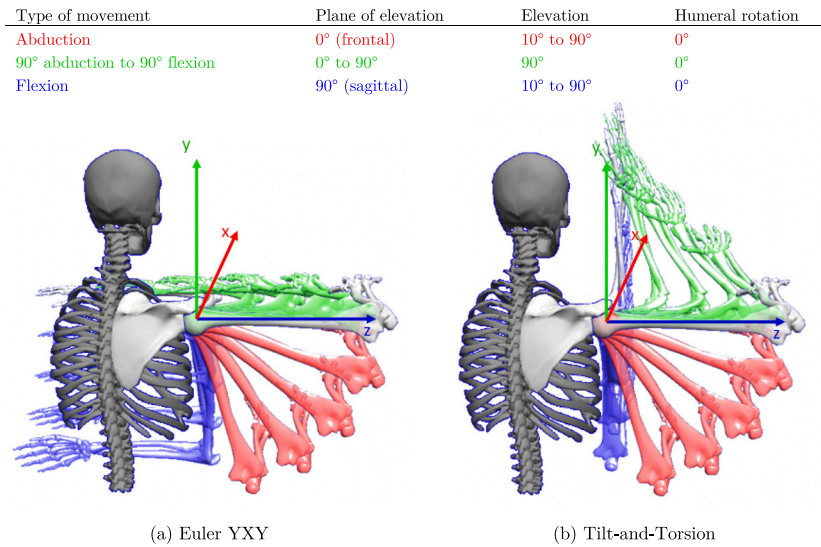 Type of movement Plane of elevation Elevation Humeral rotation
Abduction 0° (frontal) 10° to 90° 0°
90° abduction to 90° flexion 0° to 90° 90° 0°
Flexion 90° (sagittal) 10° to 90° 0°
y y
x x
z z
(a) Euler YXY (b) Tilt-and-Torsion